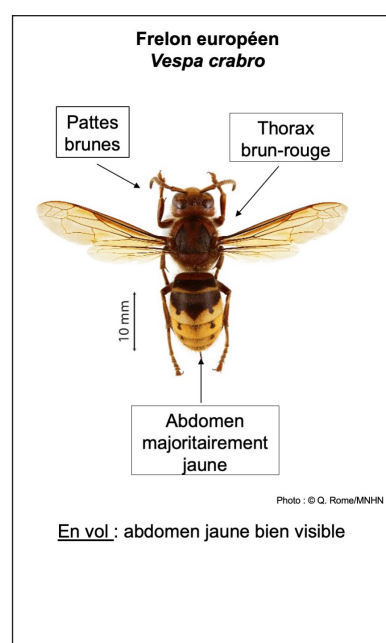 Frelon européen
Vespa crabro
Pattes
brunes
Thorax
brun-rouge
10 mm
Abdomen
majoritairement
jaune
Photo : © Q. Rome/MNHN
En vol : abdomen jaune bien visible